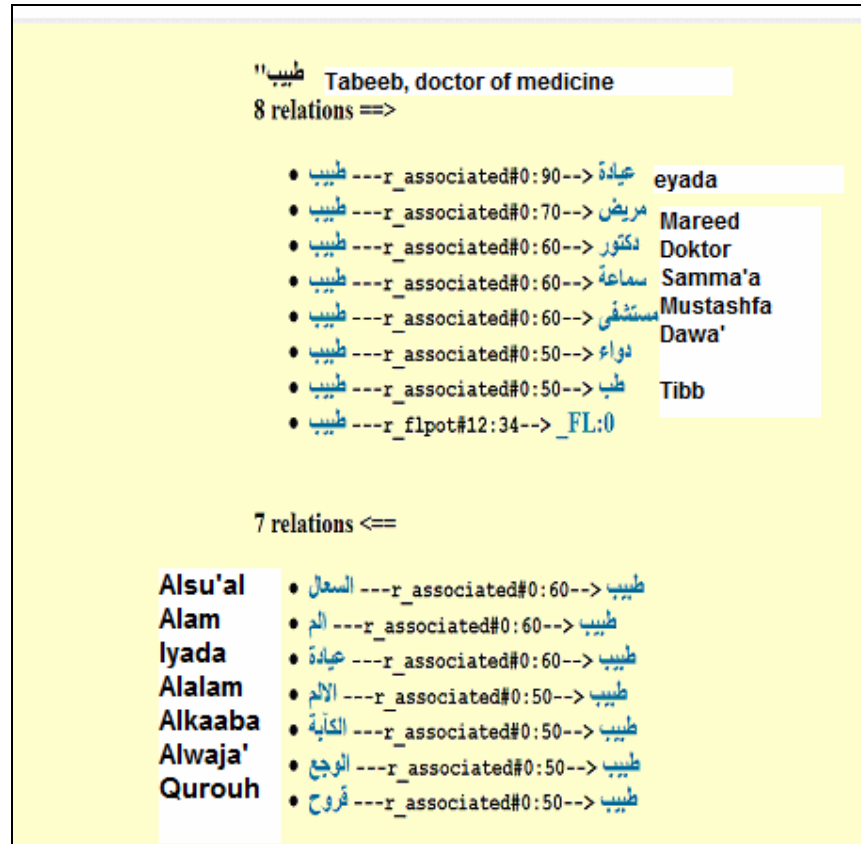 طبيب" Tabeeb, doctor of medicine
8 relations ==>
• طبيب ---r_associated#0:90--> عيادة eyada
• طبيب ---r_associated#0:70--> مريض Mareed
• طبيب ---r_associated#0:60--> دكتور Doktor
• طبيب ---r_associated#0:60--> سماعة Samma'a
• طبيب ---r_associated#0:60--> مستشفى Mustashfa
• طبيب ---r_associated#0:50--> دواء Dawa'
• طبيب ---r_associated#0:50--> طب Tibb
• طبيب ---r_flpot#12:34--> _FL:0
7 relations <==
Alsu'al • السعال ---r_associated#0:60--> طبيب
Alam • الم ---r_associated#0:60--> طبيب
Iyada • عيادة ---r_associated#0:60--> طبيب
Alalam • الالم ---r_associated#0:50--> طبيب
Alkaaba • الكآبة ---r_associated#0:50--> طبيب
Alwaja' • الوجع ---r_associated#0:50--> طبيب
Qurouh • قروح ---r_associated#0:50--> طبيب